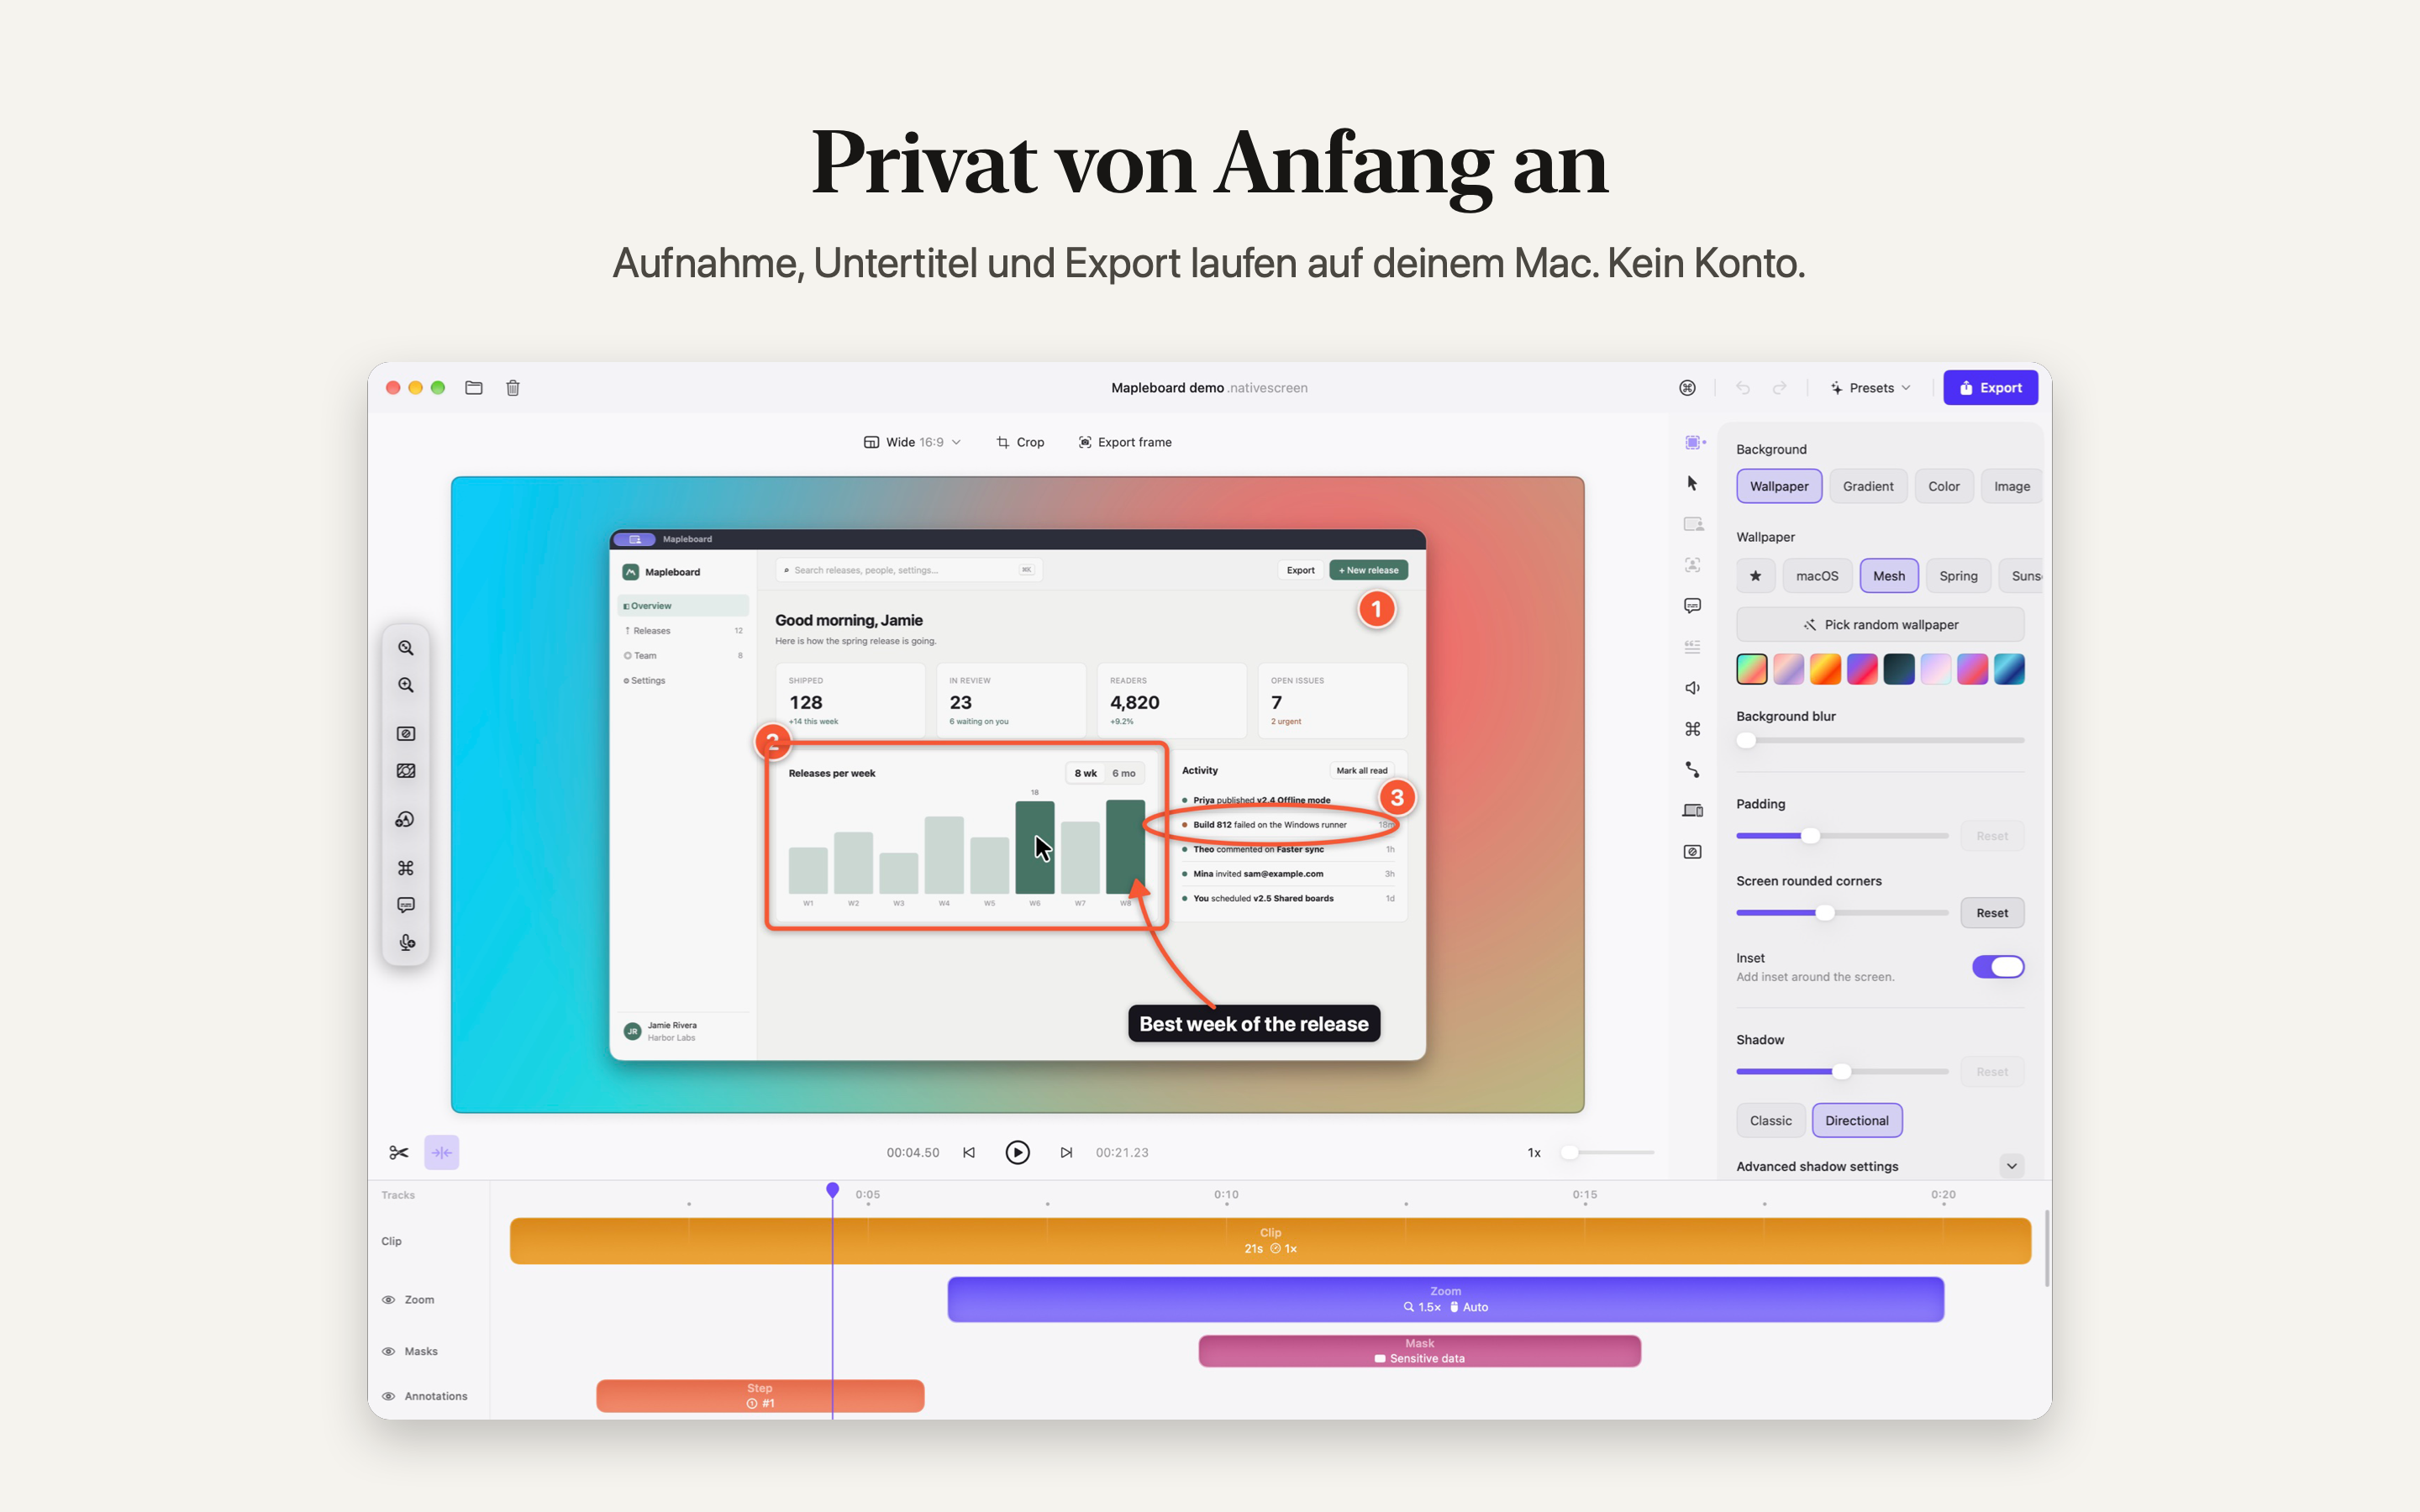 Privat von Anfang an
Aufnahme, Untertitel und Export laufen auf deinem Mac. Kein Konto.
Mapleboard demo.nativescreen
Presets
Export
Wide 16:9
Crop
Export frame
Mapleboard
Mapleboard
Search releases, people, settings...
⌘K
Export
+ New release
Overview
Releases 12
Team 8
Settings
1
Good morning, Jamie
Here is how the spring release is going.
SHIPPED
128
+14 this week
IN REVIEW
23
6 waiting on you
READERS
4,820
+9.2%
OPEN ISSUES
7
2 urgent
2
Releases per week
8 wk
6 mo
18
W1
W2
W3
W4
W5
W6
W7
W8
Activity
Mark all read
3
Priya published v2.4 Offline mode
Build 812 failed on the Windows runner 18m
Theo commented on Faster sync 1h
Mina invited sam@example.com 3h
You scheduled v2.5 Shared boards 1d
Best week of the release
JR
Jamie Rivera
Harbor Labs
Background
Wallpaper
Gradient
Color
Image
Wallpaper
macOS
Mesh
Spring
Suns
Pick random wallpaper
Background blur
Padding
Reset
Screen rounded corners
Reset
Inset
Add inset around the screen.
Shadow
Reset
Classic
Directional
Advanced shadow settings
00:04.50
00:21.23
1x
Tracks
0:05
0:10
0:15
0:20
Clip
Clip
21s 1×
Zoom
Zoom
1.5× Auto
Masks
Mask
Sensitive data
Annotations
Step
#1